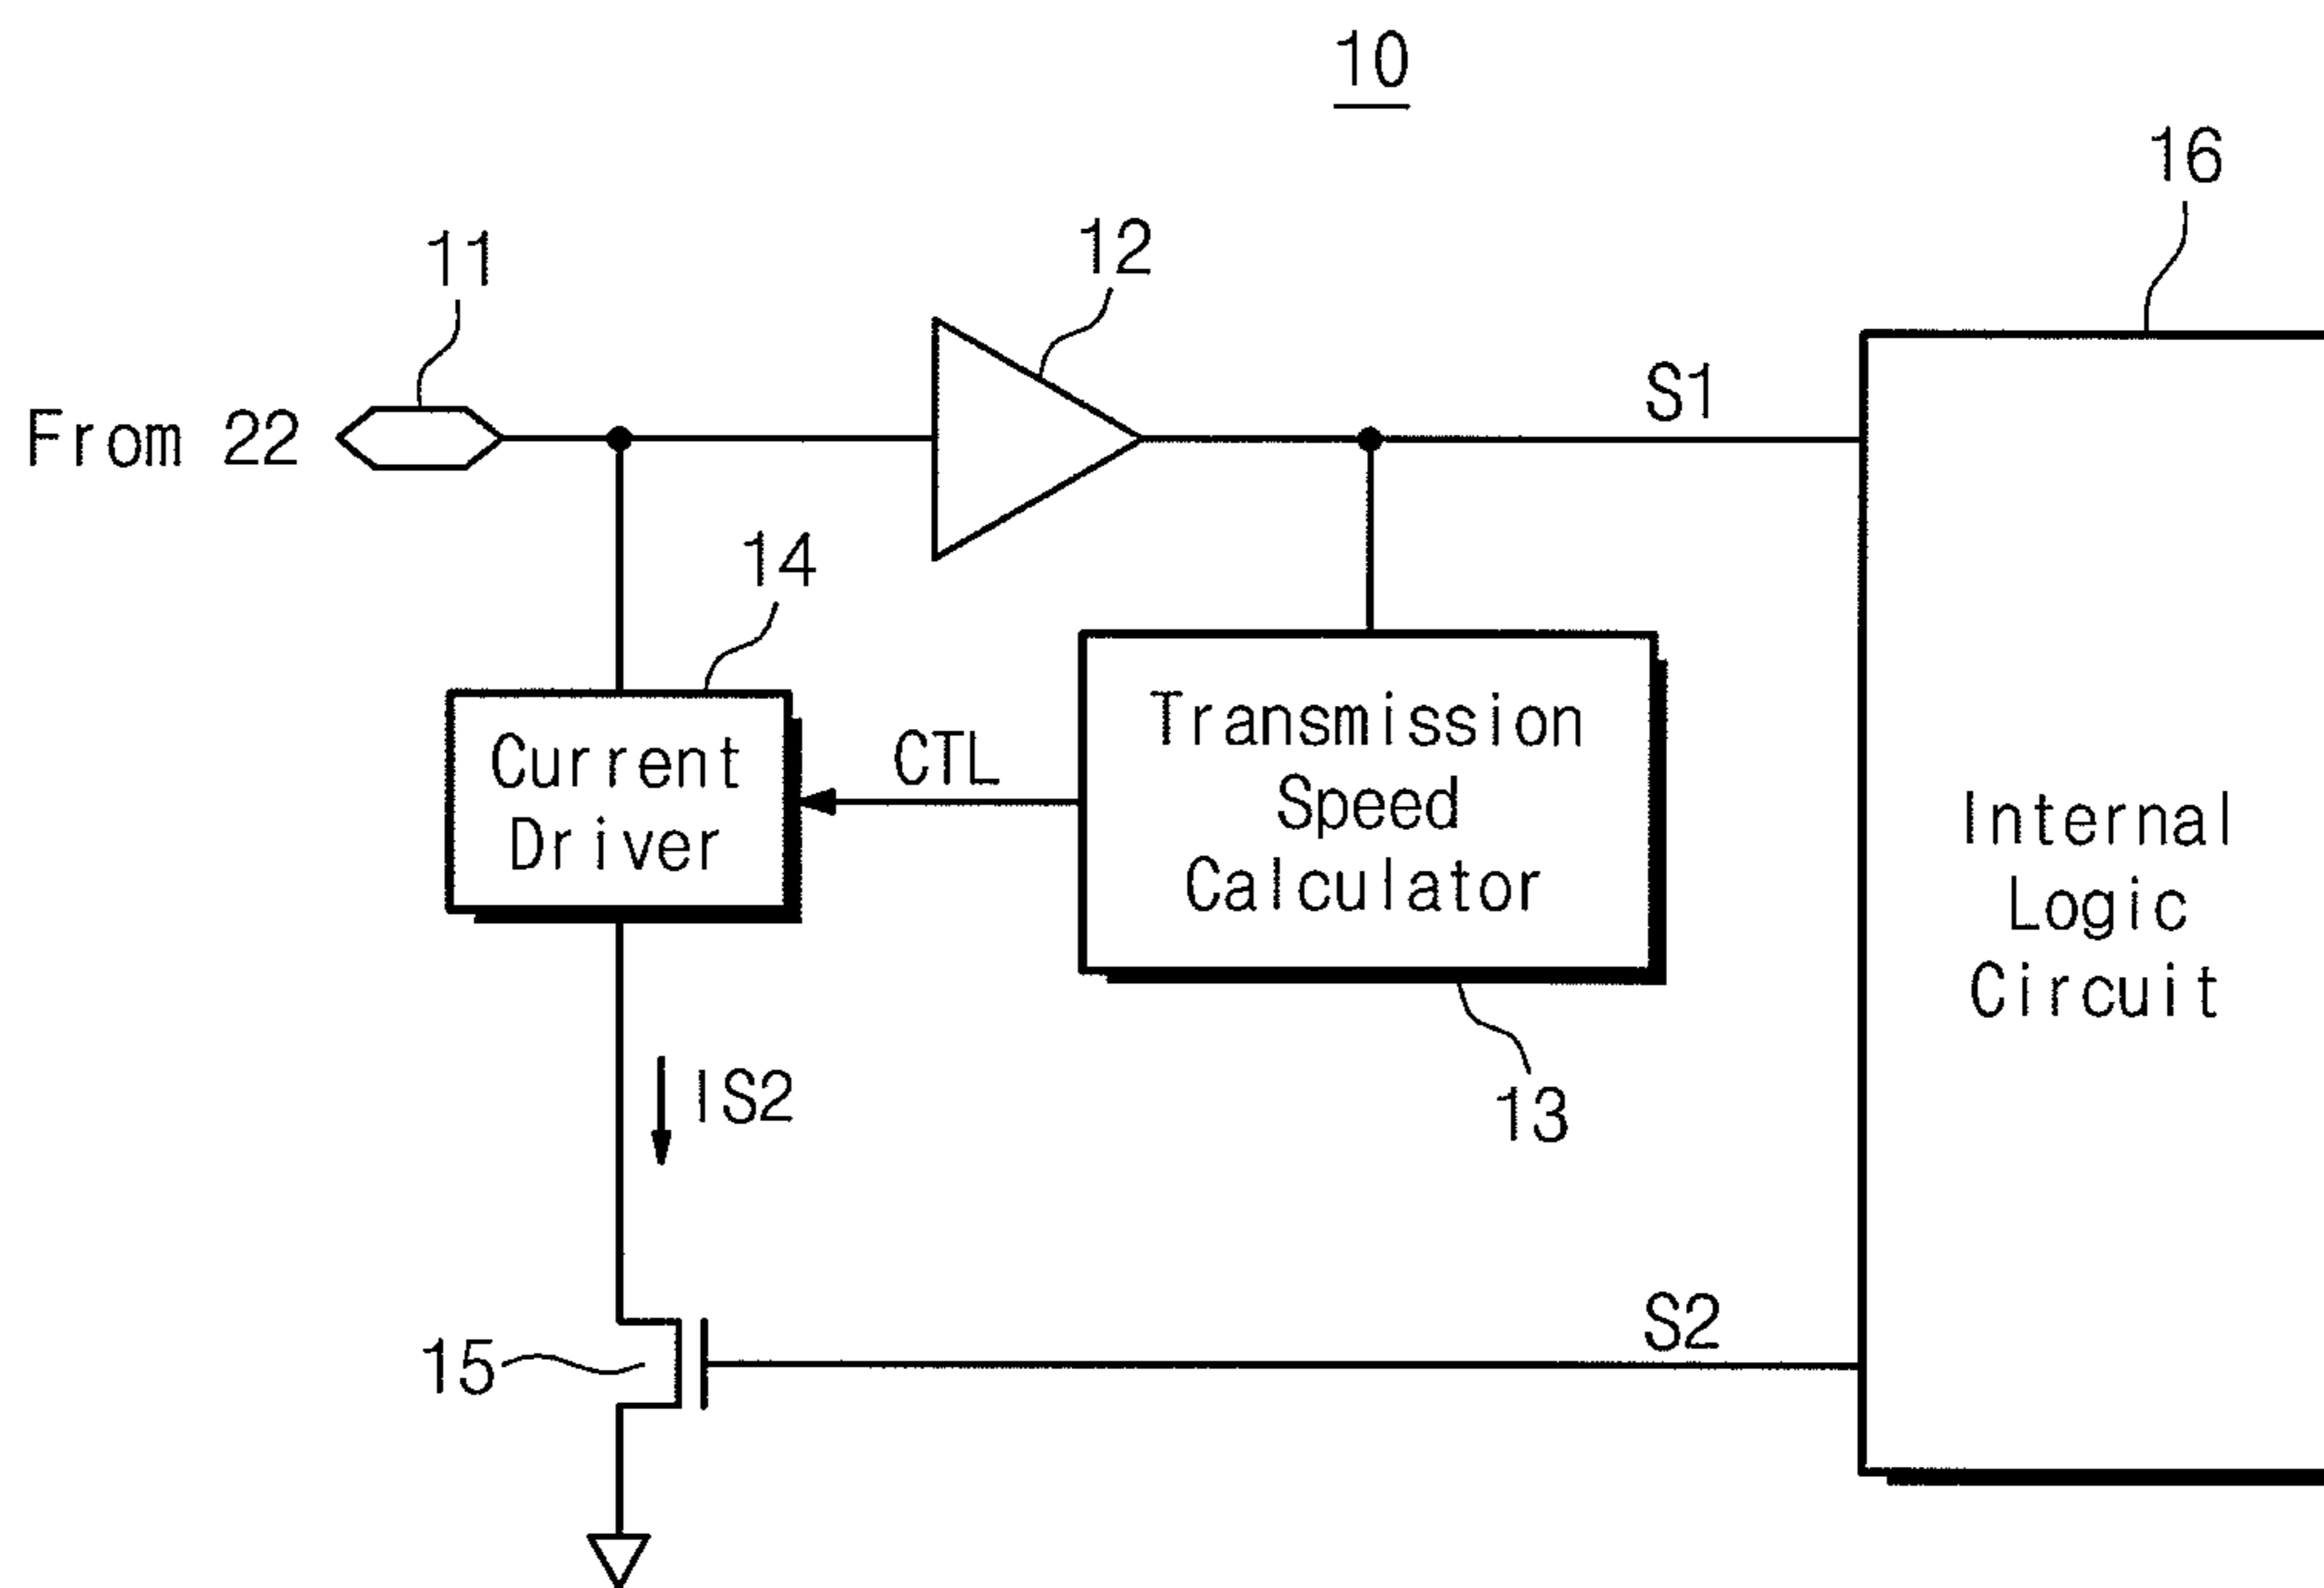 10
16
12
11
S1
From 22
14
Transmission
Speed
Calculator
CTL
Current
Driver
Internal
Logic
Circuit
IS2
13
S2
15